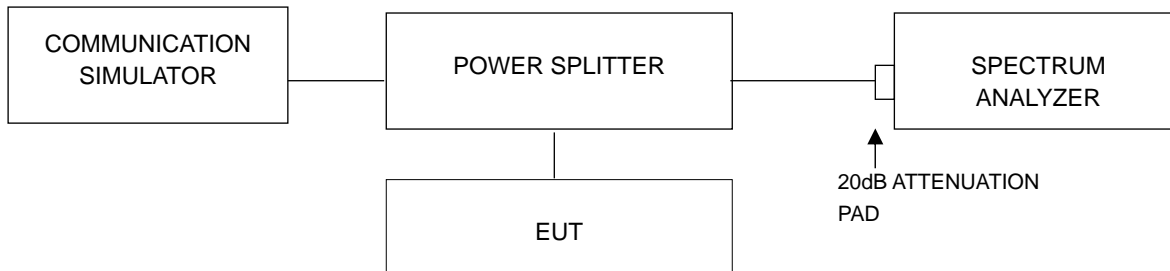 COMMUNICATION
SIMULATOR
POWER SPLITTER
SPECTRUM
ANALYZER
20dB ATTENUATION
PAD
EUT